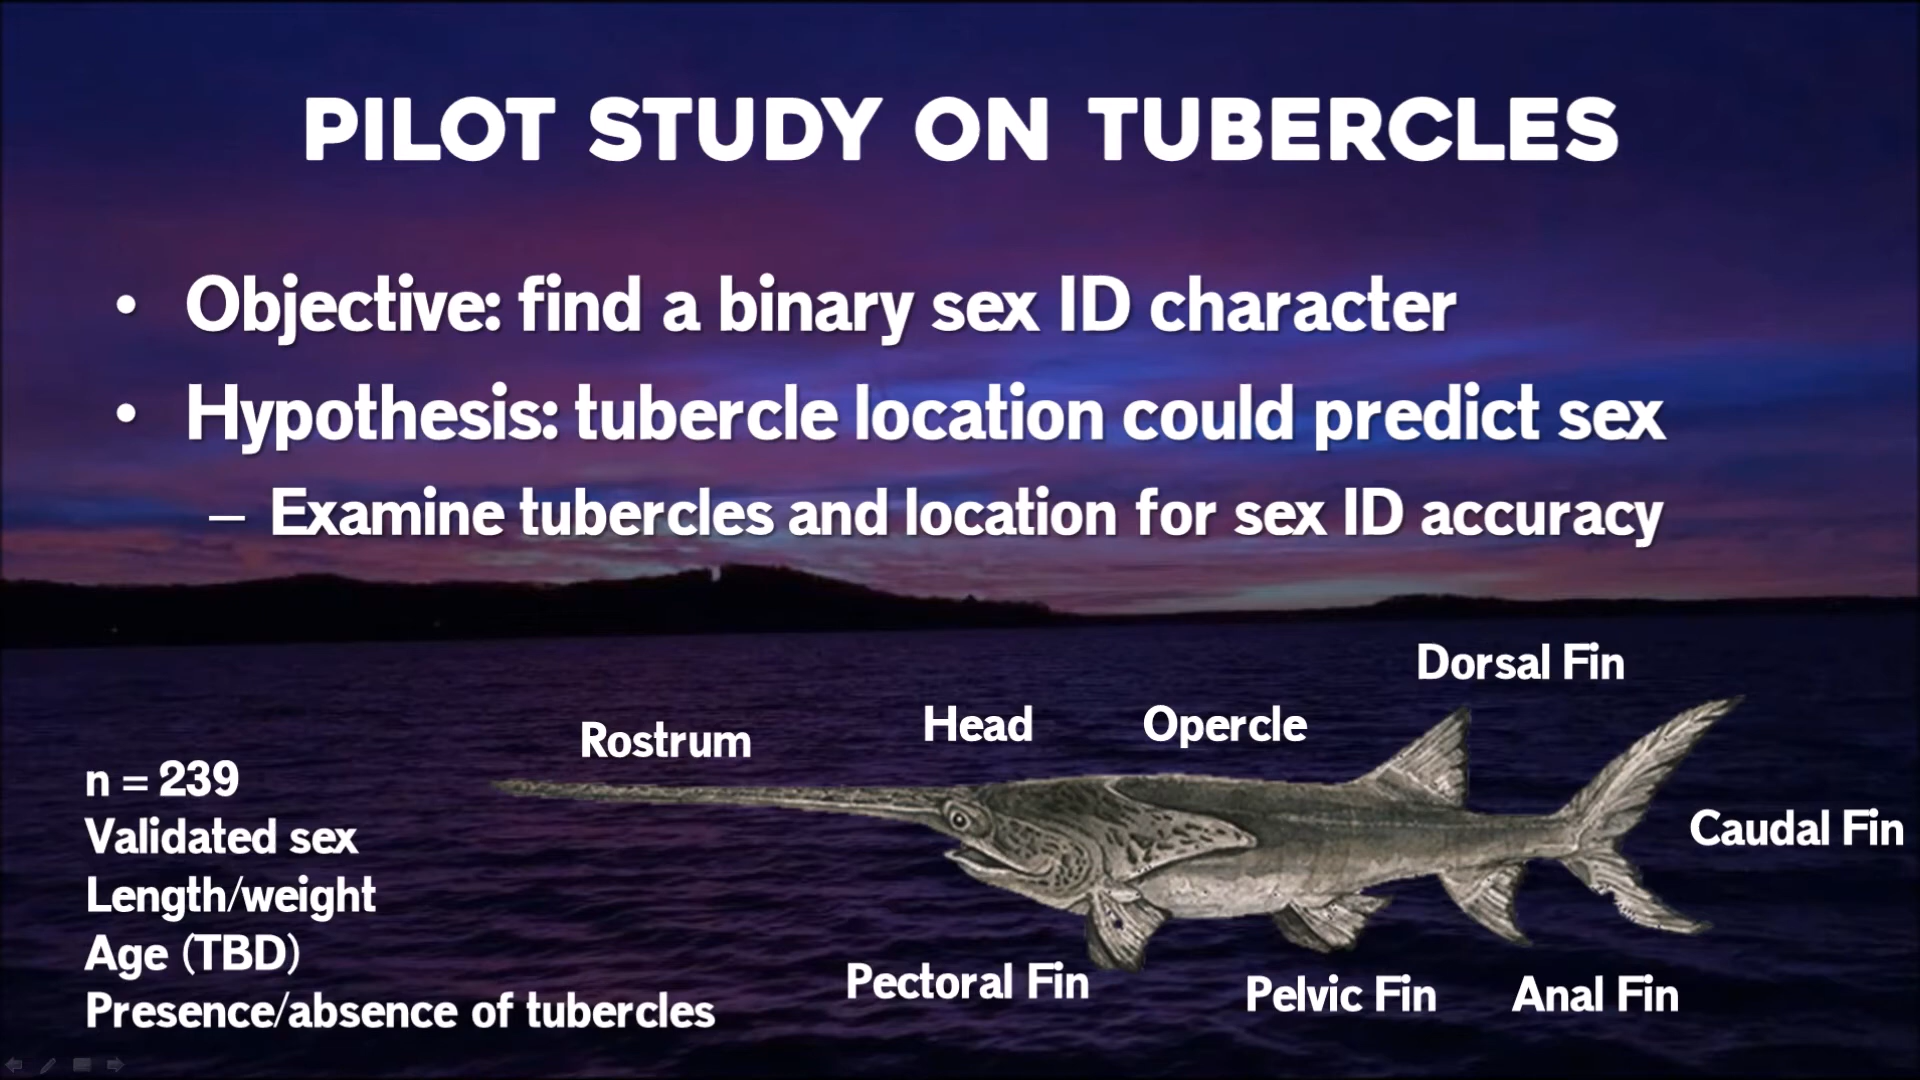 PILOT STUDY ON TUBERCLES
• Objective: find a binary sex ID character
• Hypothesis: tubercle location could predict sex
– Examine tubercles and location for sex ID accuracy
Dorsal Fin
Rostrum
Head
Opercle
Caudal Fin
n = 239
Validated sex
Length/weight
Age (TBD)
Presence/absence of tubercles
Pectoral Fin
Pelvic Fin
Anal Fin